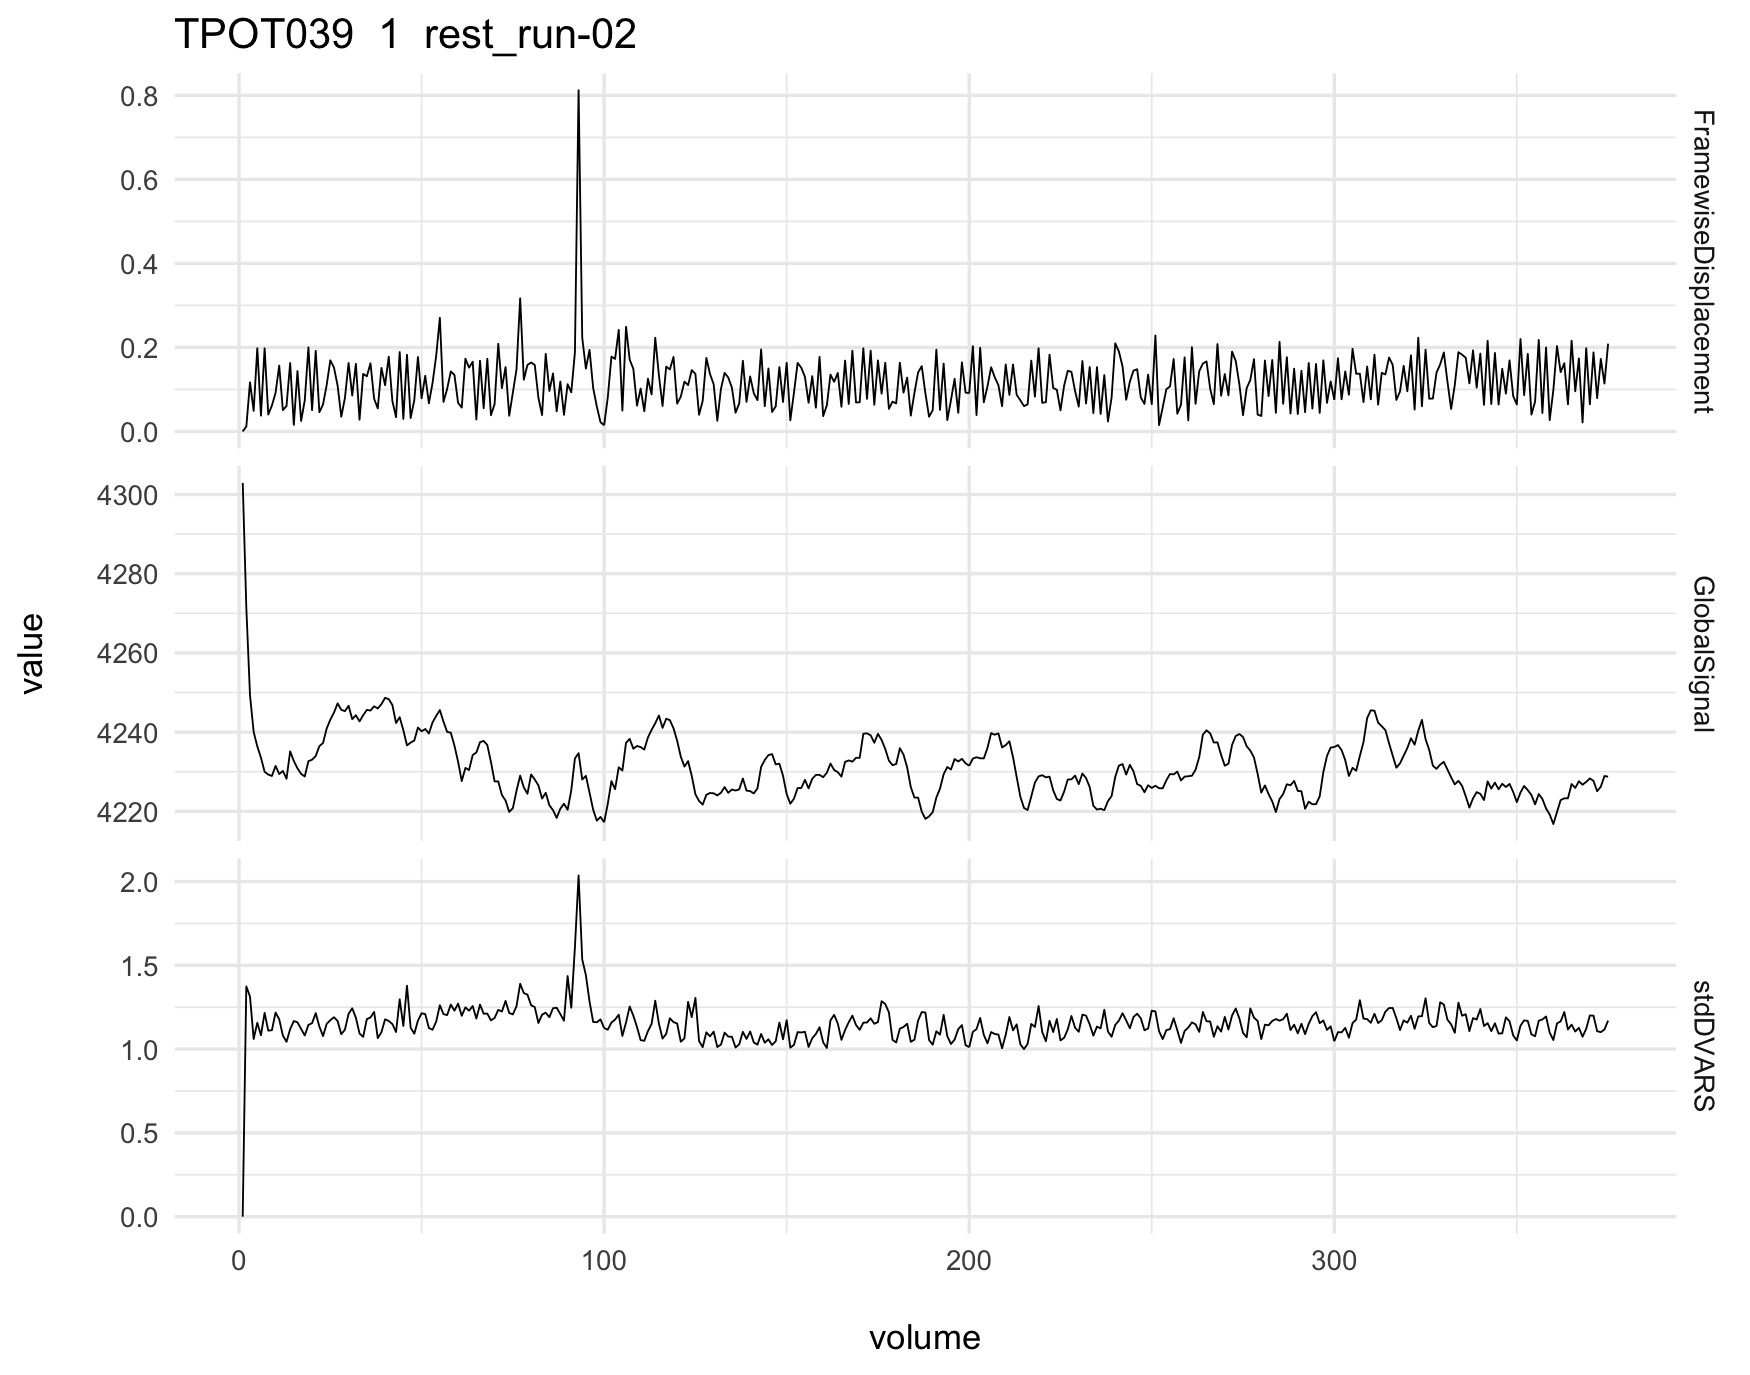 TPOT039 1 rest_run-02
0.8
0.6
0.4
0.2
0.0
FramewiseDisplacement
4300
4280
4260
4240
4220
GlobalSignal
value
2.0
1.5
1.0
0.5
0.0
stdDVARS
0 100 200 300
volume